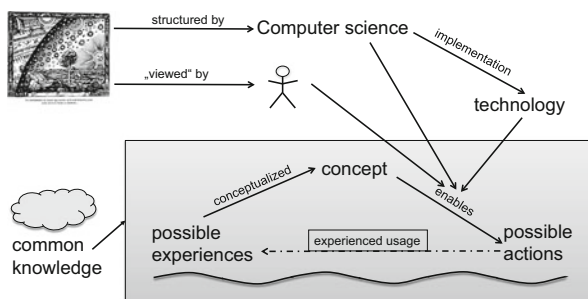 structured by
Computer science
„viewed“ by
implementation
technology
concept
conceptualized
enables
common
knowledge
possible
experiences
experienced usage
possible
actions